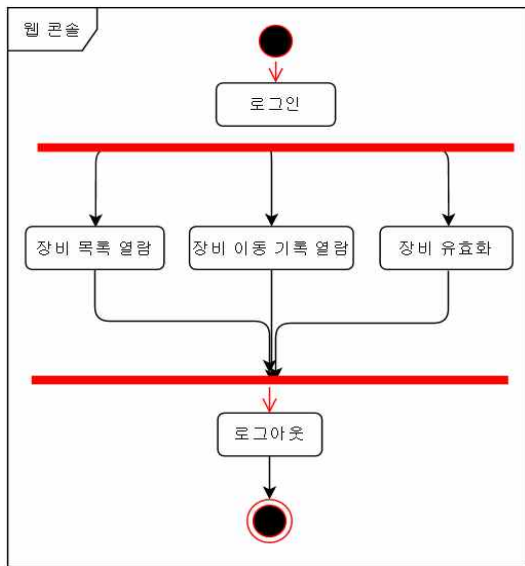 웹 콘솔
로그인
장비 목록 열람
장비 이동 기록 열람
장비 유효화
로그아웃